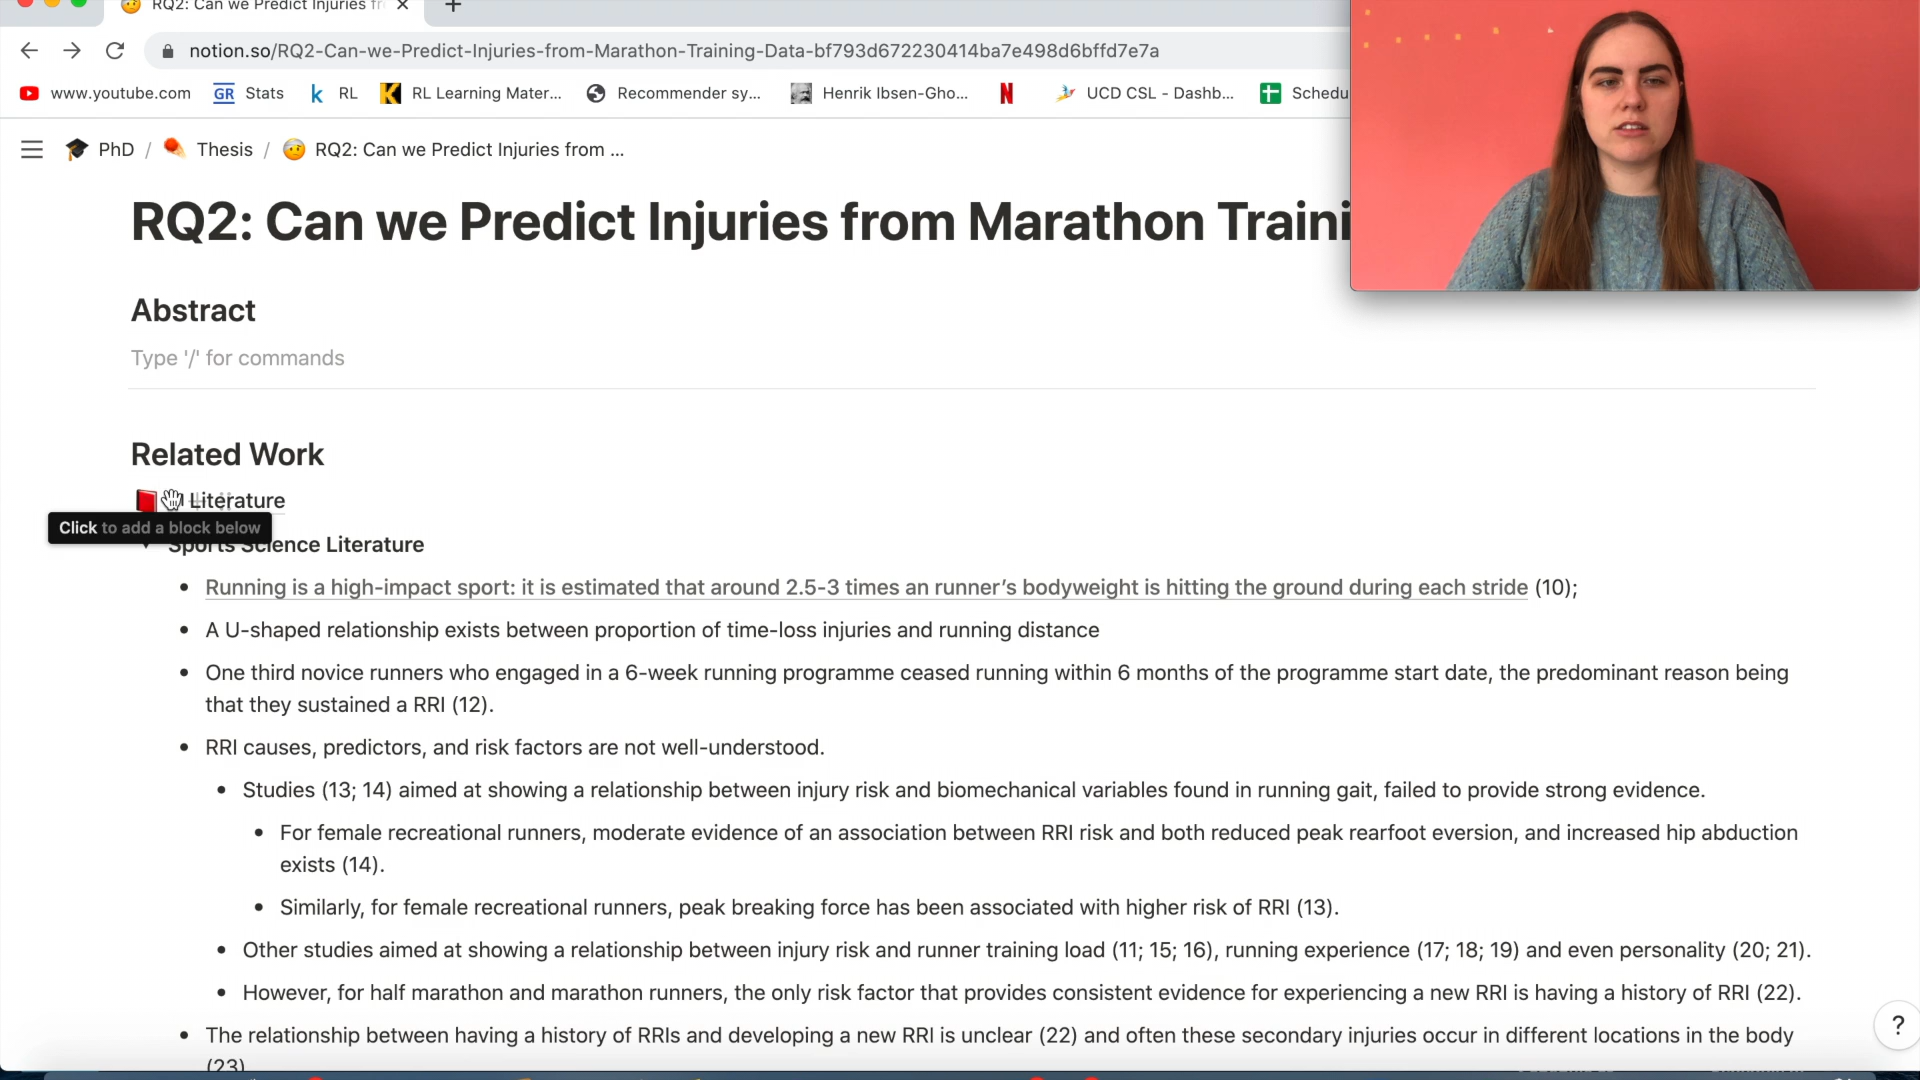 RQ2: Can we Predict Injuries fr
notion.so/RQ2-Can-we-Predict-Injuries-from-Marathon-Training-Data-bf793d672230414ba7e498d6bffd7e7a
www.youtube.com GR Stats k RL RL Learning Mater... Recommender sy... Henrik Ibsen-Gho... N UCD CSL - Dashb... Schedu
PhD / Thesis / RQ2: Can we Predict Injuries from ...
RQ2: Can we Predict Injuries from Marathon Traini
Abstract
Type '/' for commands
Related Work
Literature
Click to add a block below
Sports Science Literature
• Running is a high-impact sport: it is estimated that around 2.5-3 times an runner's bodyweight is hitting the ground during each stride (10);
• A U-shaped relationship exists between proportion of time-loss injuries and running distance
• One third novice runners who engaged in a 6-week running programme ceased running within 6 months of the programme start date, the predominant reason being
that they sustained a RRI (12).
• RRI causes, predictors, and risk factors are not well-understood.
• Studies (13; 14) aimed at showing a relationship between injury risk and biomechanical variables found in running gait, failed to provide strong evidence.
• For female recreational runners, moderate evidence of an association between RRI risk and both reduced peak rearfoot eversion, and increased hip abduction
exists (14).
• Similarly, for female recreational runners, peak breaking force has been associated with higher risk of RRI (13).
• Other studies aimed at showing a relationship between injury risk and runner training load (11; 15; 16), running experience (17; 18; 19) and even personality (20; 21).
• However, for half marathon and marathon runners, the only risk factor that provides consistent evidence for experiencing a new RRI is having a history of RRI (22).
• The relationship between having a history of RRIs and developing a new RRI is unclear (22) and often these secondary injuries occur in different locations in the body
(23)
?